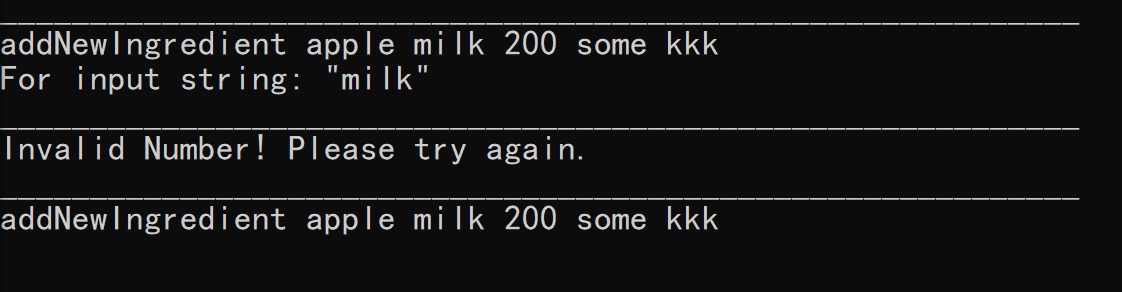 ____________________________________________________________
addNewIngredient apple milk 200 some kkk
For input string: "milk"
____________________________________________________________
Invalid Number! Please try again.
____________________________________________________________
addNewIngredient apple milk 200 some kkk